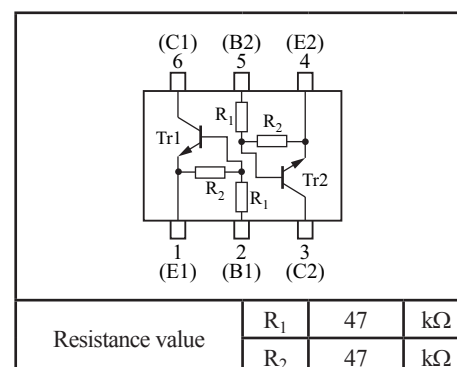 (C1) (B2) (E2)
6 5 4
R1 R2
Tr1 Tr2
R2 R1
1 2 3
(E1) (B1) (C2)
Resistance value R1 47 kΩ
R2 47 kΩ